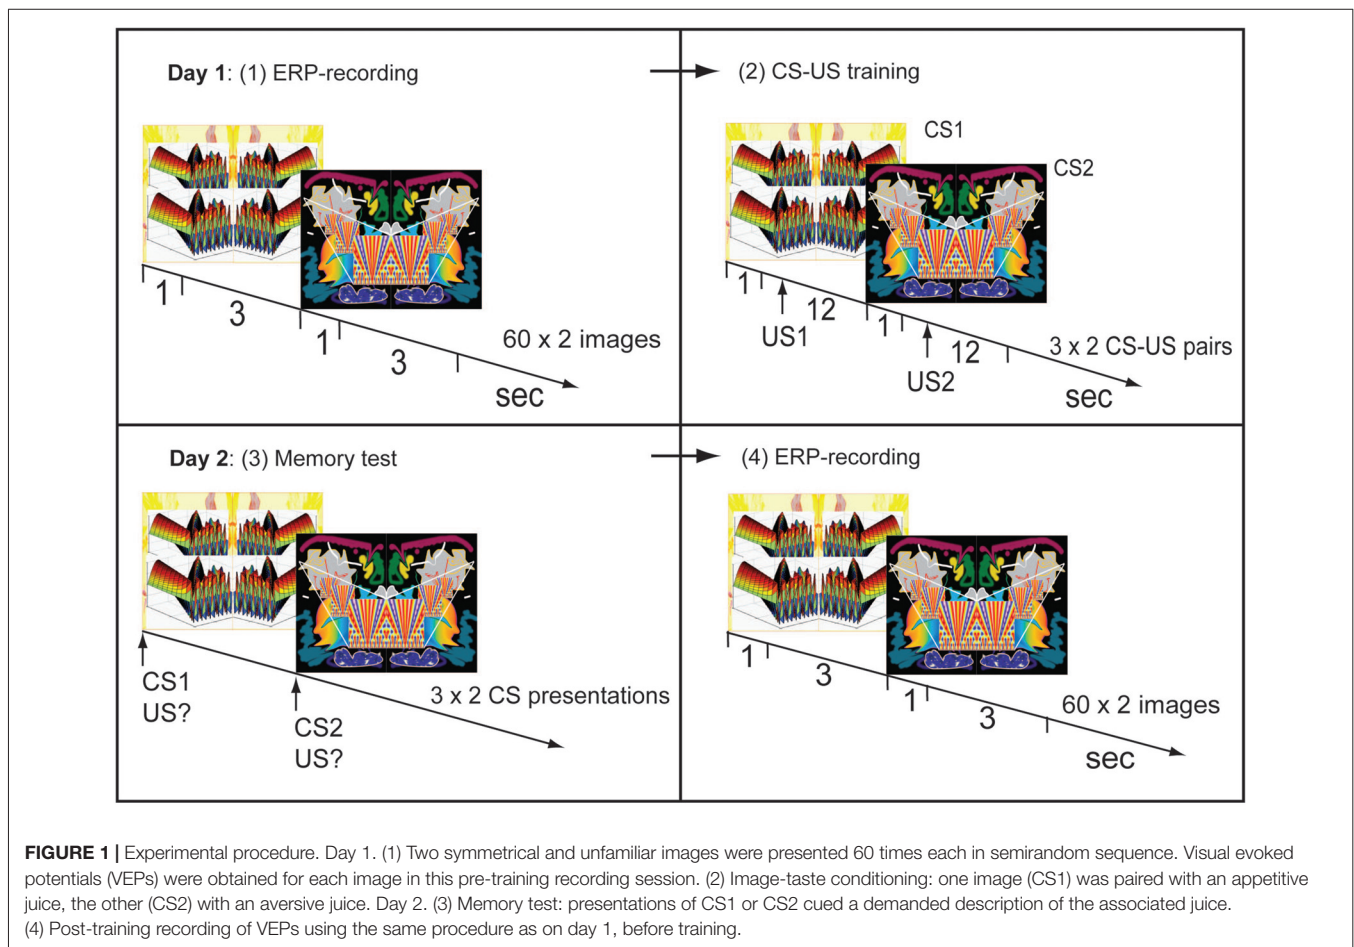 Day 1: (1) ERP-recording
1
3
1
3
60 x 2 images
sec
(2) CS-US training
CS1
CS2
1
US1
12
1
US2
12
3 x 2 CS-US pairs
sec
Day 2: (3) Memory test
CS1
US?
CS2
US?
3 x 2 CS presentations
(4) ERP-recording
1
3
1
3
60 x 2 images
sec
FIGURE 1 | Experimental procedure. Day 1. (1) Two symmetrical and unfamiliar images were presented 60 times each in semirandom sequence. Visual evoked
potentials (VEPs) were obtained for each image in this pre-training recording session. (2) Image-taste conditioning: one image (CS1) was paired with an appetitive
juice, the other (CS2) with an aversive juice. Day 2. (3) Memory test: presentations of CS1 or CS2 cued a demanded description of the associated juice.
(4) Post-training recording of VEPs using the same procedure as on day 1, before training.